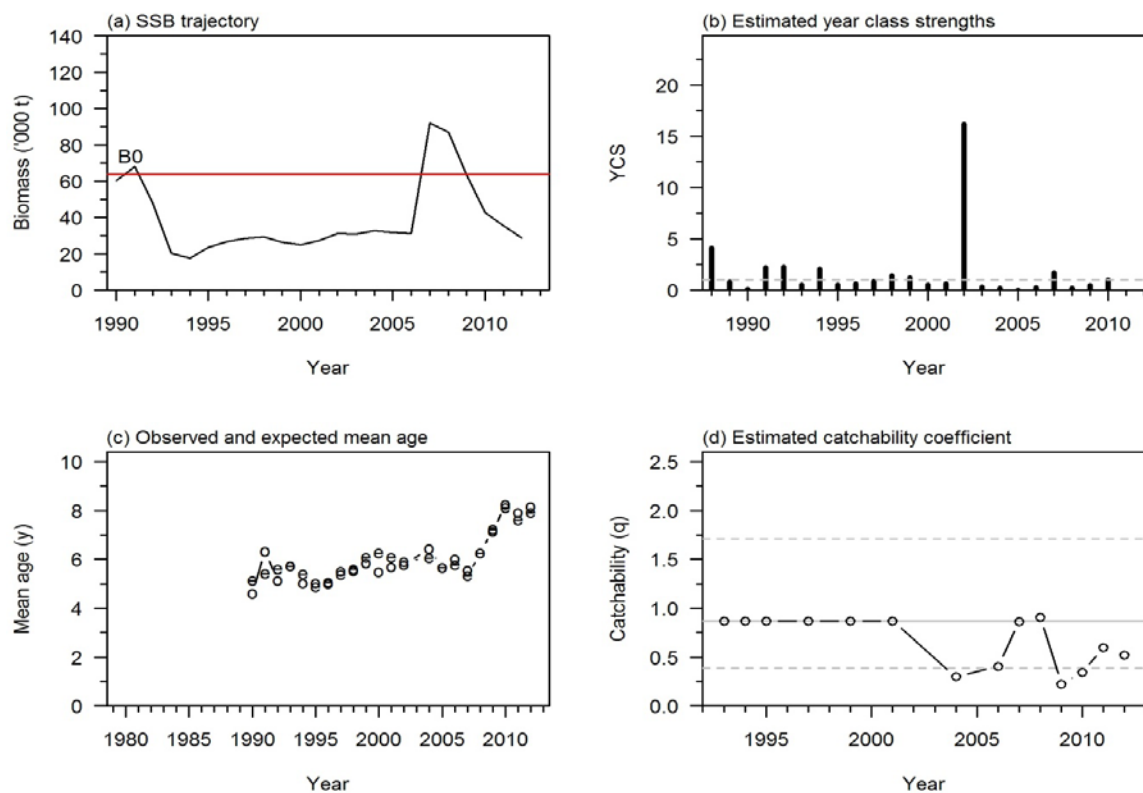 (a) SSB trajectory
140
120
100
80
60
40
20
0
Biomass ('000 t)
B0
1990 1995 2000 2005 2010
Year
(b) Estimated year class strengths
20
15
10
5
0
YCS
1990 1995 2000 2005 2010
Year
(c) Observed and expected mean age
10
8
6
4
2
0
Mean age (y)
1980 1985 1990 1995 2000 2005 2010
Year
(d) Estimated catchability coefficient
2.5
2.0
1.5
1.0
0.5
0.0
Catchability (q)
1995 2000 2005 2010
Year